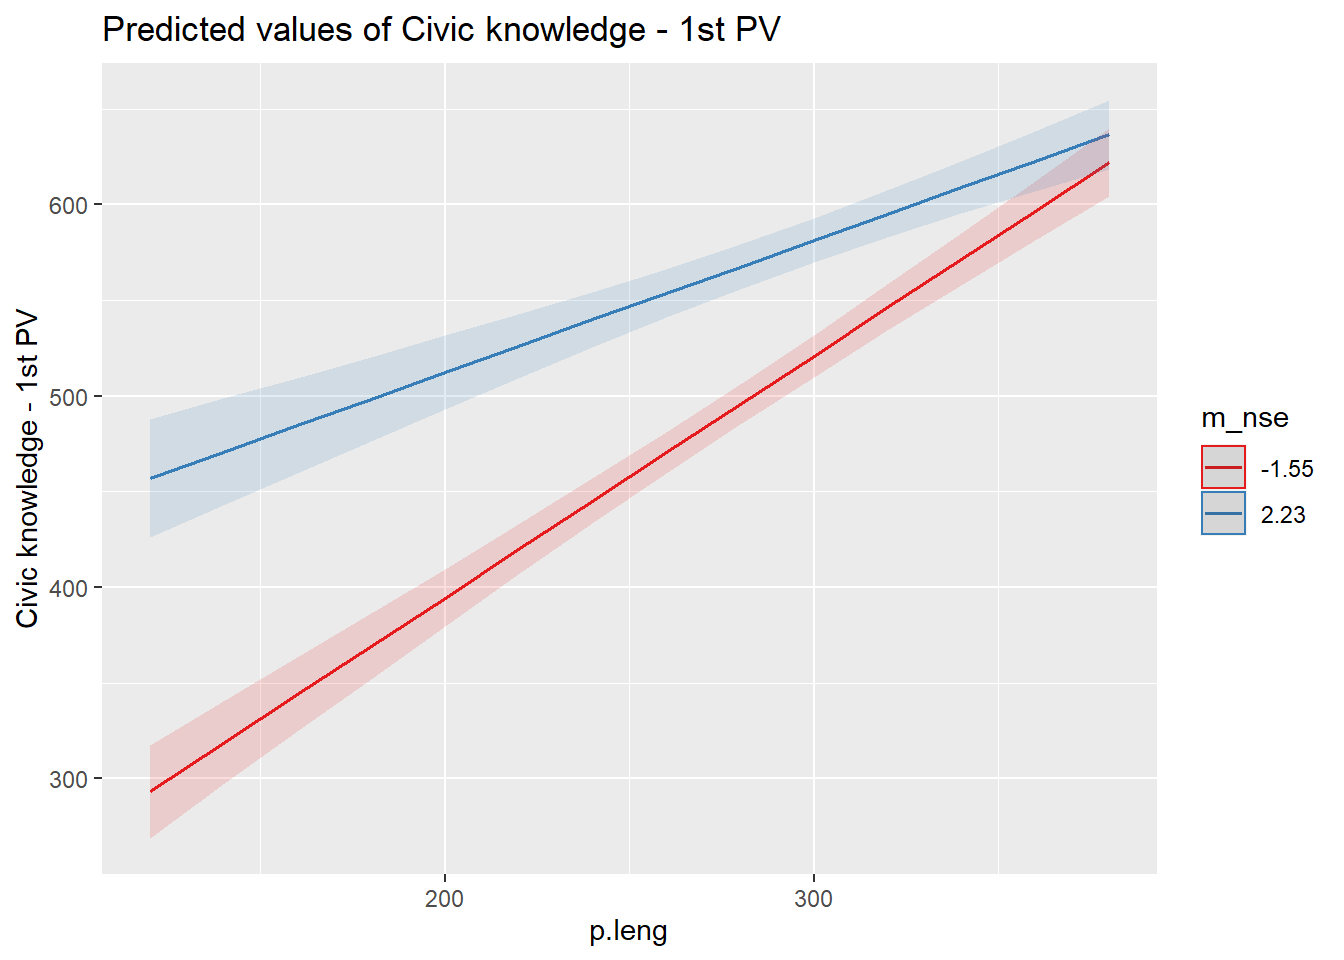 Predicted values of Civic knowledge - 1st PV
Civic knowledge - 1st PV
600
500
400
300
200
300
p.leng
m_nse
-1.55
2.23